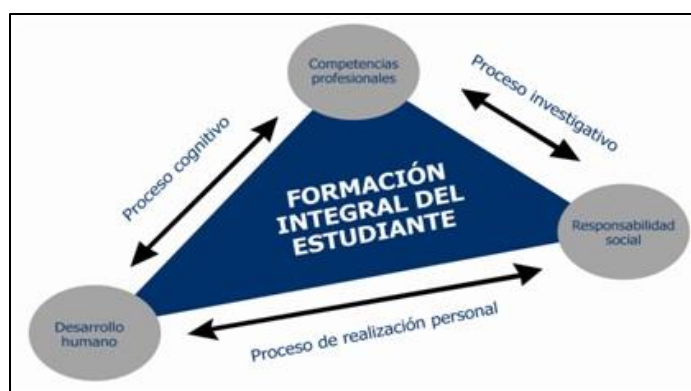 Competencias
profesionales
Proceso investigativo
Proceso cognitivo
FORMACIÓN
INTEGRAL DEL
ESTUDIANTE
Responsabilidad
social
Desarrollo
humano
Proceso de realización personal